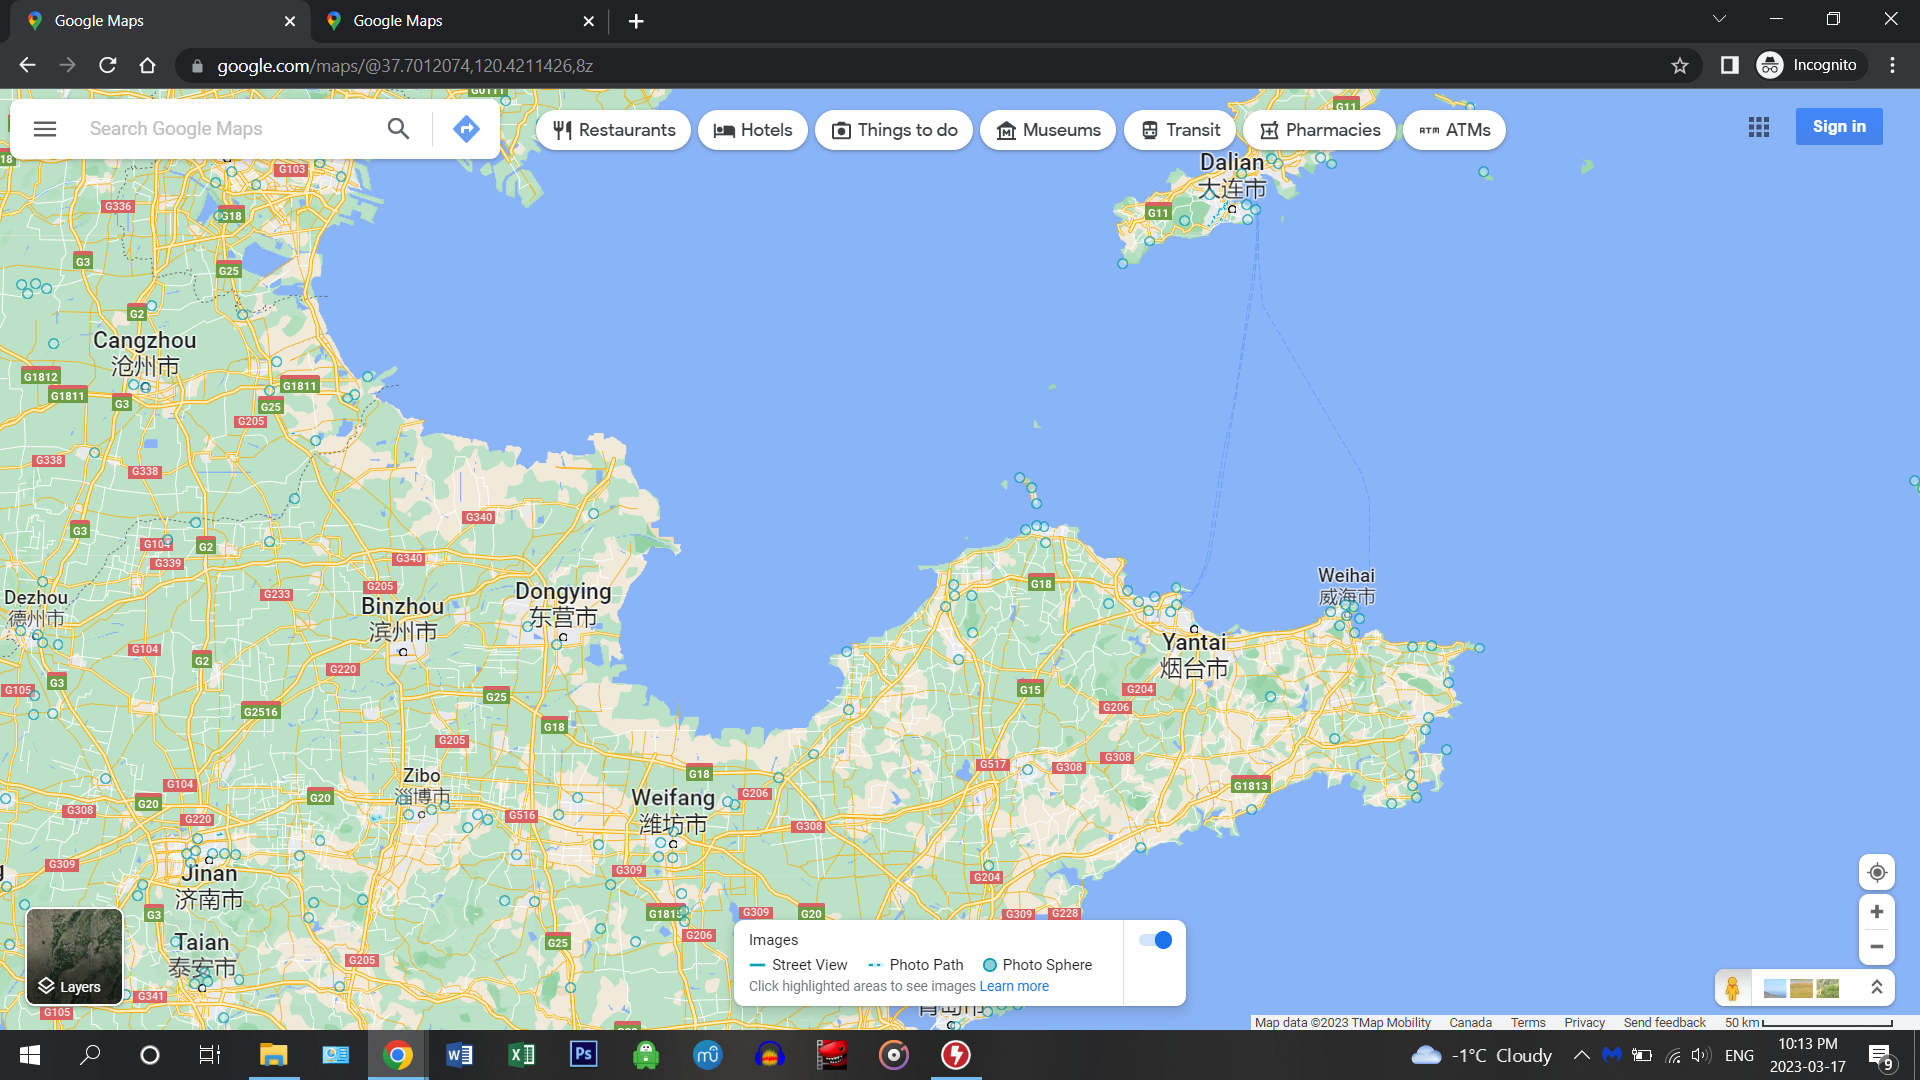 Google Maps
Google Maps
google.com/maps/@37.7012074,120.4211426,8z
Incognito
Search Google Maps
Restaurants
Hotels
Things to do
Museums
Transit
Pharmacies
ATM ATMs
Sign in
G0111
G11
G18
G103
Dalian
大连市
G336
G18
G11
G3
G25
G2
Cangzhou
沧州市
G1812
G1811
G1811
G3
G25
G205
G338
G338
G340
G3
G104
G2
G339
G340
G18
Weihai
威海市
Dezhou
德州市
G233
G205
Binzhou
滨州市
Dongying
东营市
Yantai
烟台市
G104
G2
G220
G3
G105
G25
G15
G204
G2516
G206
G18
G205
G517
G308
G308
Zibo
淄博市
G18
G104
G20
G20
G1813
G308
G220
G516
Weifang
潍坊市
G206
G308
G309
Jinan
济南市
G309
G204
G3
G1815
G309
G20
G309
G228
Taian
泰安市
G25
G206
G205
G341
G105
Layers
Images
Street View
Photo Path
Photo Sphere
Click highlighted areas to see images Learn more
青岛市
Map data ©2023 TMap Mobility
Canada
Terms
Privacy
Send feedback
50 km
W
X
Ps
mu
-1°C Cloudy
ENG
10:13 PM
2023-03-17
9